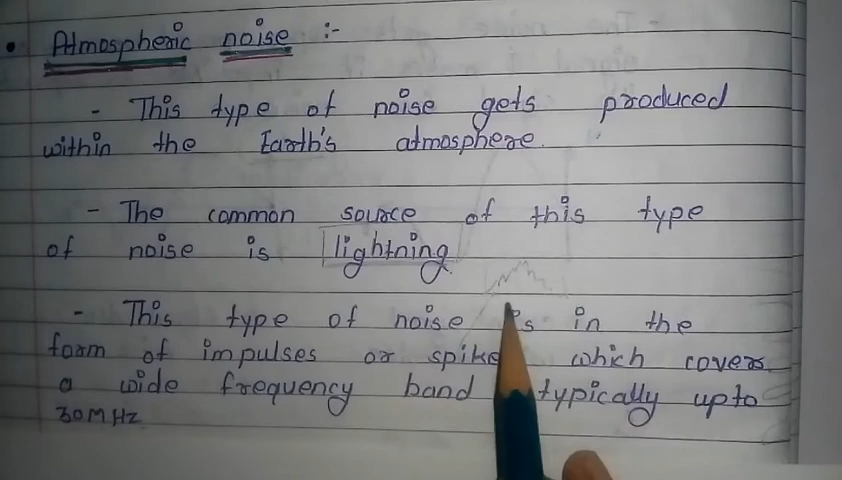 • Atmospheric noise :-
- This type of noise gets produced
within the Earth's atmosphere.
- The common source of this type
of noise is lightning.
- This type of noise is in the
form of impulses or spike which covers
a wide frequency band typically upto
30MHz